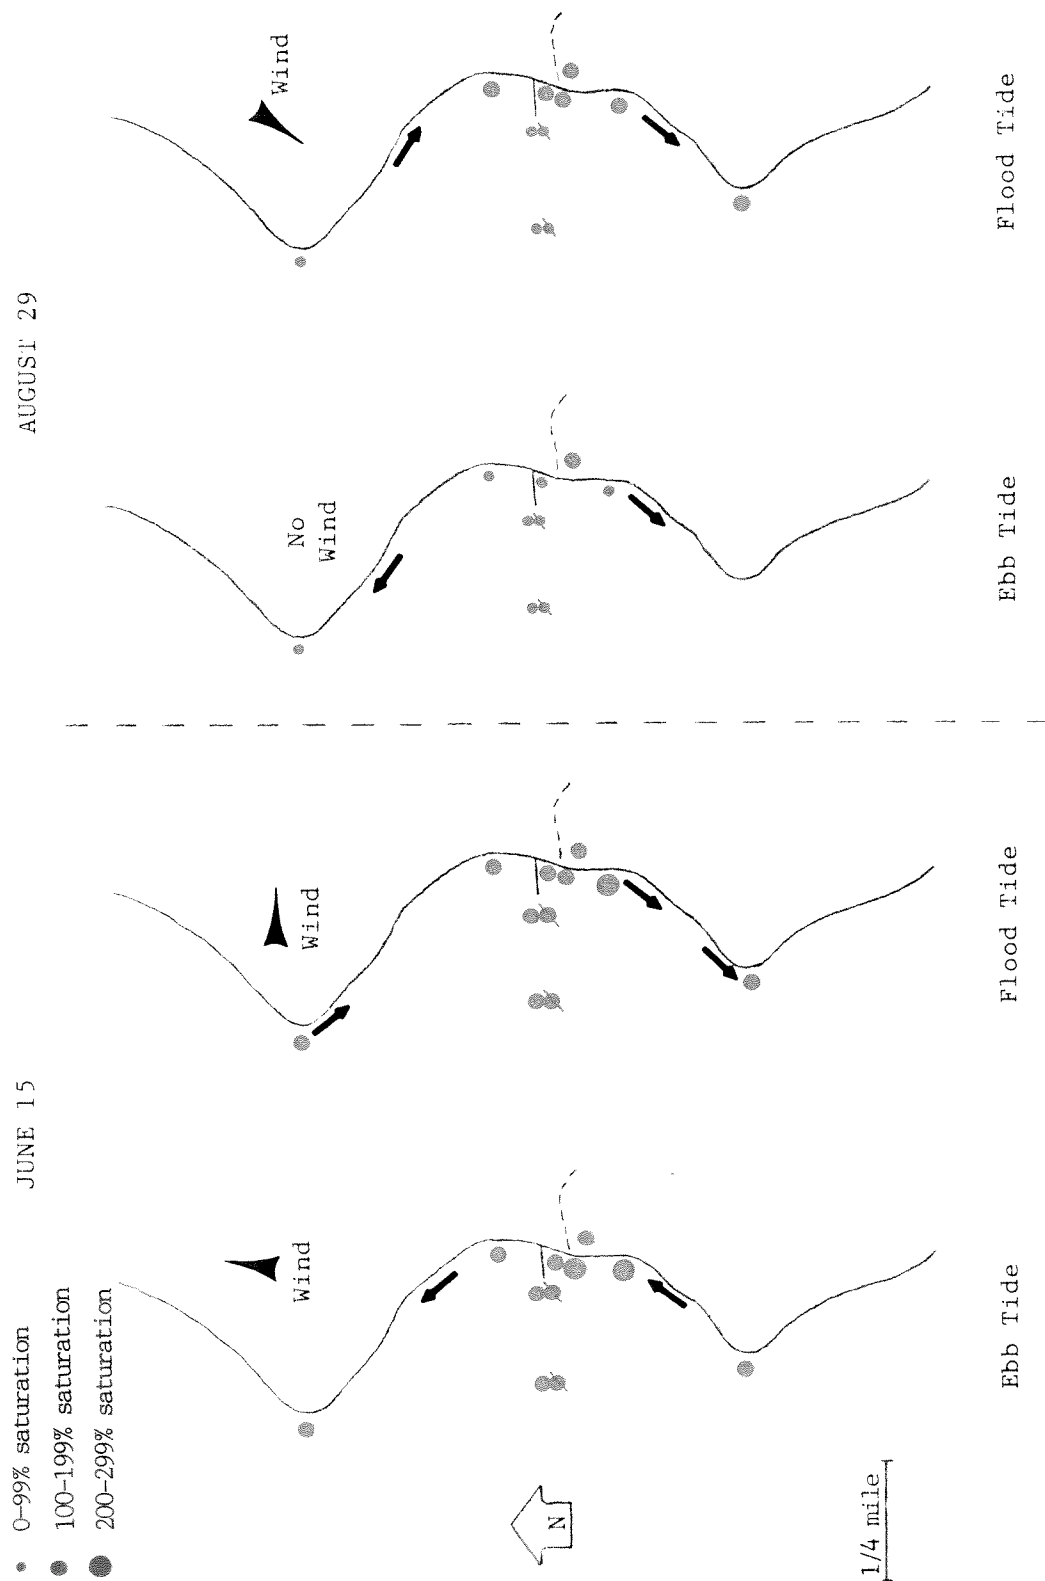 0-99% saturation
100-199% saturation
200-299% saturation
JUNE 15
AUGUST 29
Wind
Wind
No
Wind
Wind
N
1/4 mile
Ebb Tide
Flood Tide
Ebb Tide
Flood Tide